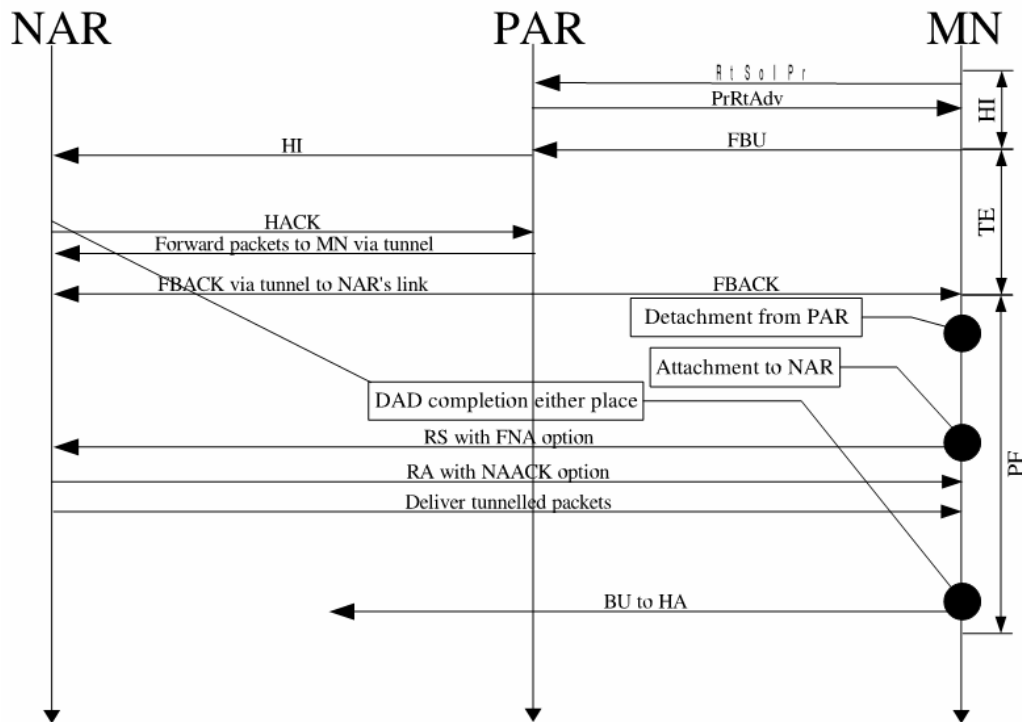 NAR
PAR
MN
RtSolPr
PrRtAdv
HI
HI
FBU
TE
HACK
Forward packets to MN via tunnel
FBACK via tunnel to NAR's link
FBACK
Detachment from PAR
Attachment to NAR
DAD completion either place
RS with FNA option
PF
RA with NAACK option
Deliver tunnelled packets
BU to HA